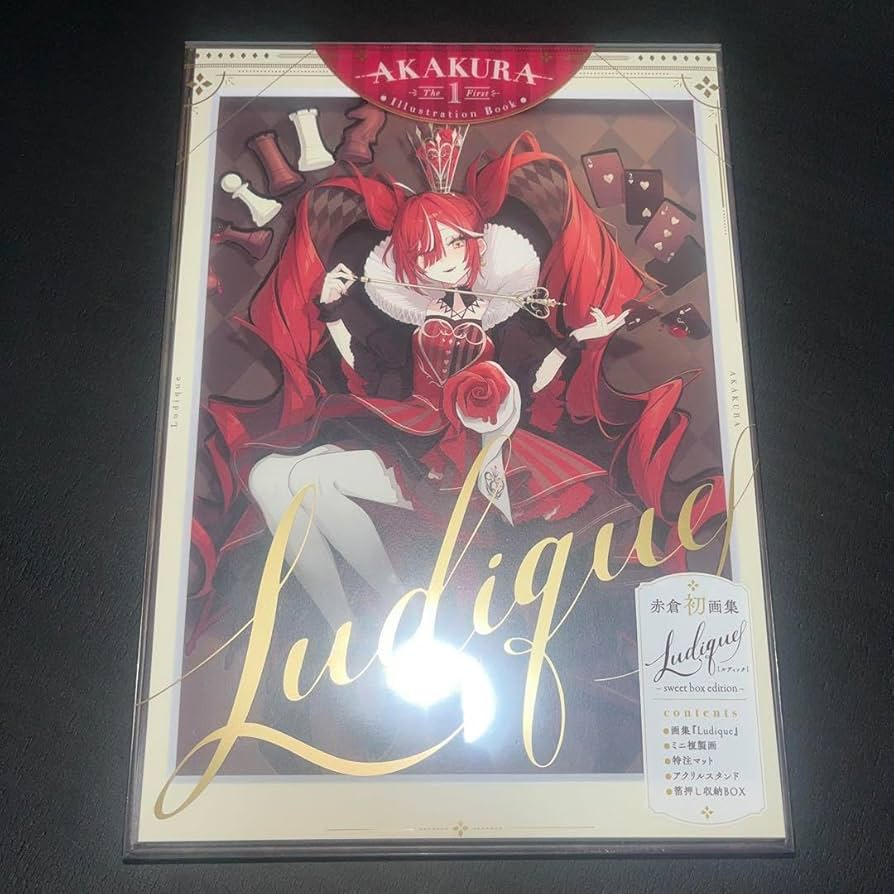 AKAKURA
The 1 First
Illustration Book
Ludique
AKAKURA
Ludique
赤倉初画集
Ludique
[ルディック]
- sweet box edition -
contents
●画集『Ludique』
●ミニ複製画
●特注マット
●アクリルスタンド
●箔押し収納BOX